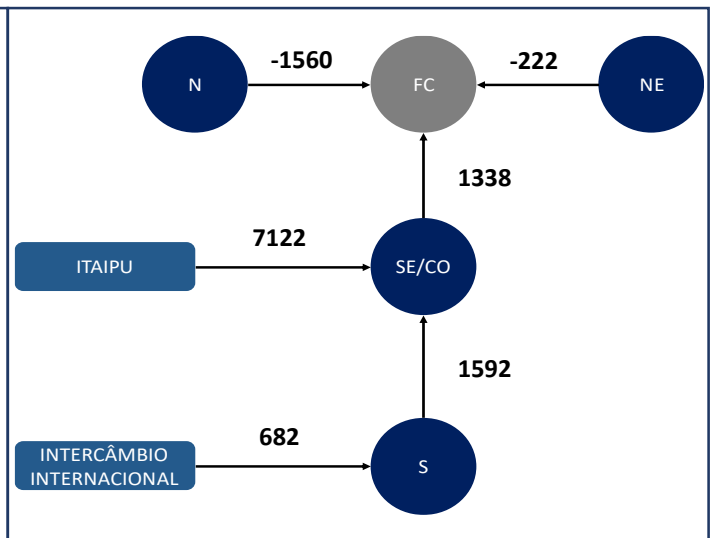 -1560
-222
N
FC
NE
1338
7122
ITAIPU
SE/CO
1592
682
INTERCÂMBIO
INTERNACIONAL
S